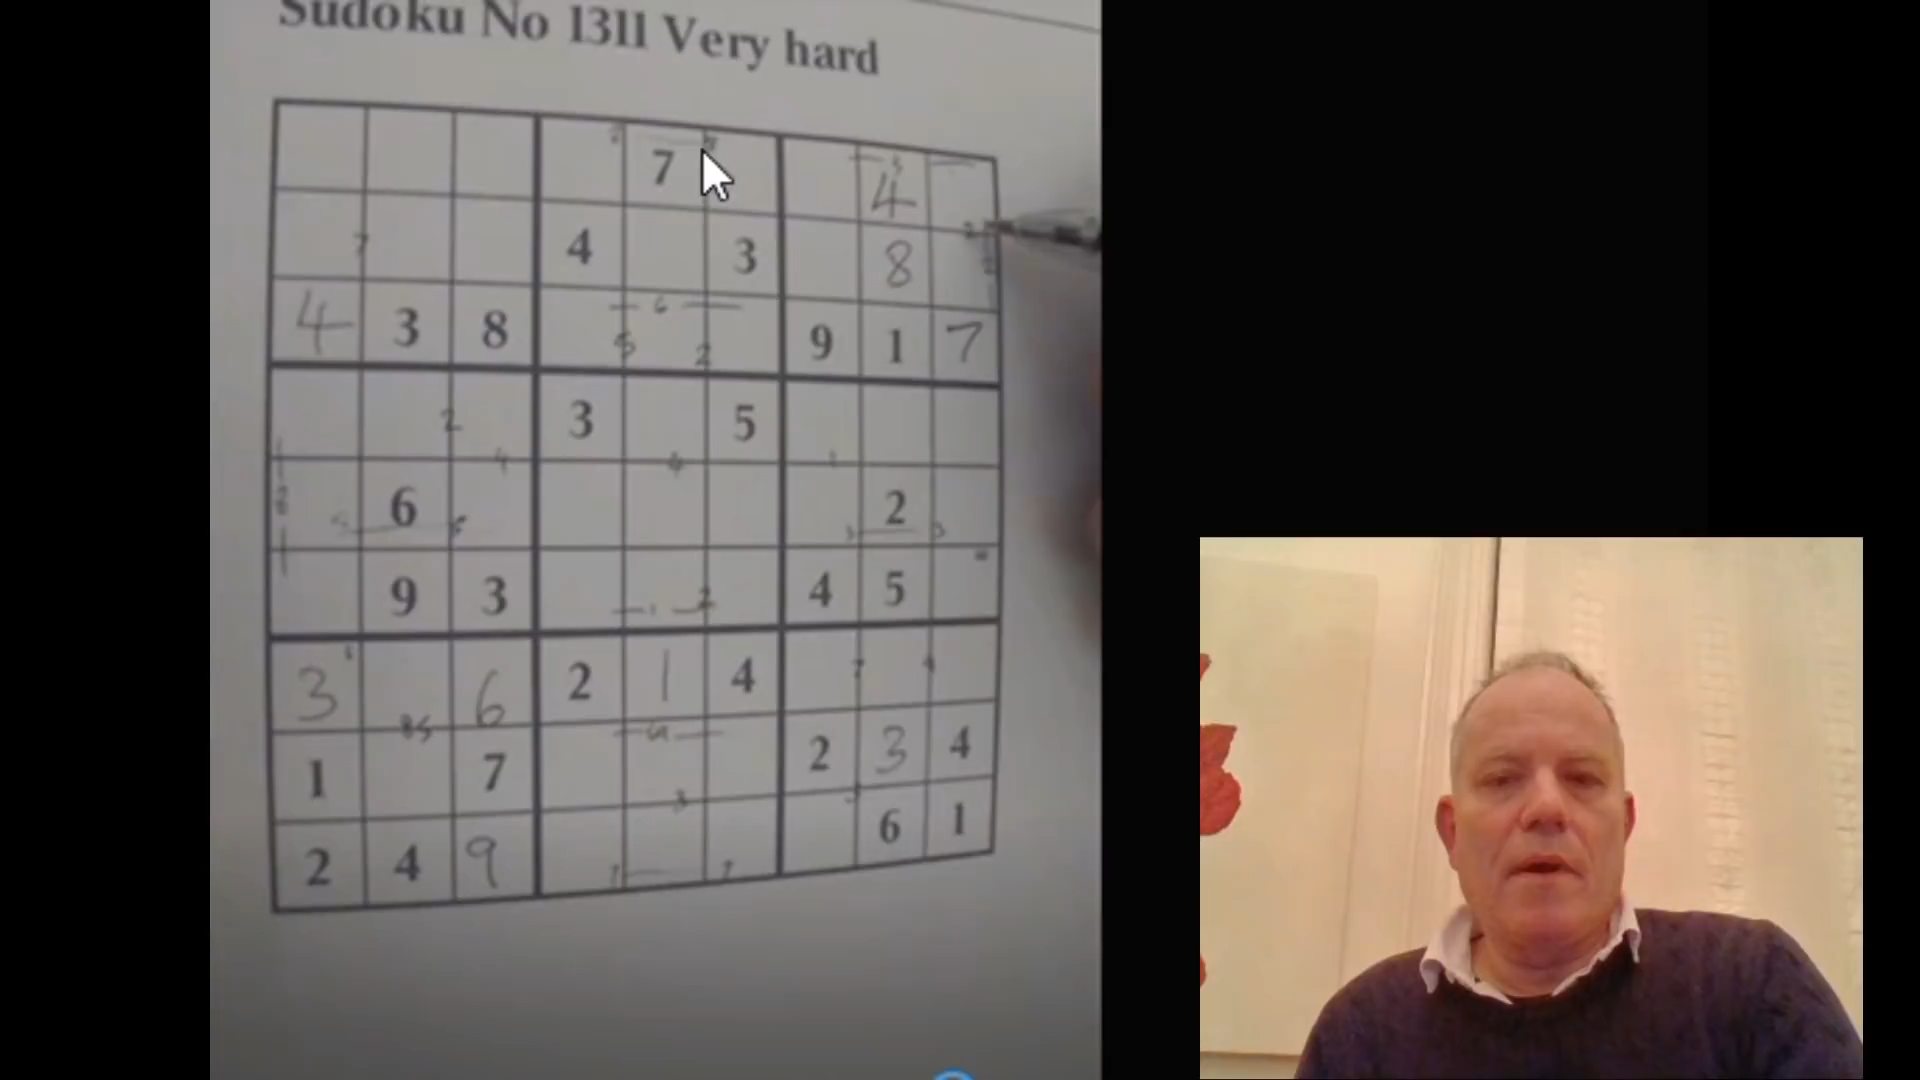 Sudoku No 1311 Very hard
7 4
4 3 8
4 3 8 9 1 7
3 5
6 2
9 3 4 5
3 6 2 1 4
1 7 2 3 4
2 4 9 6 1